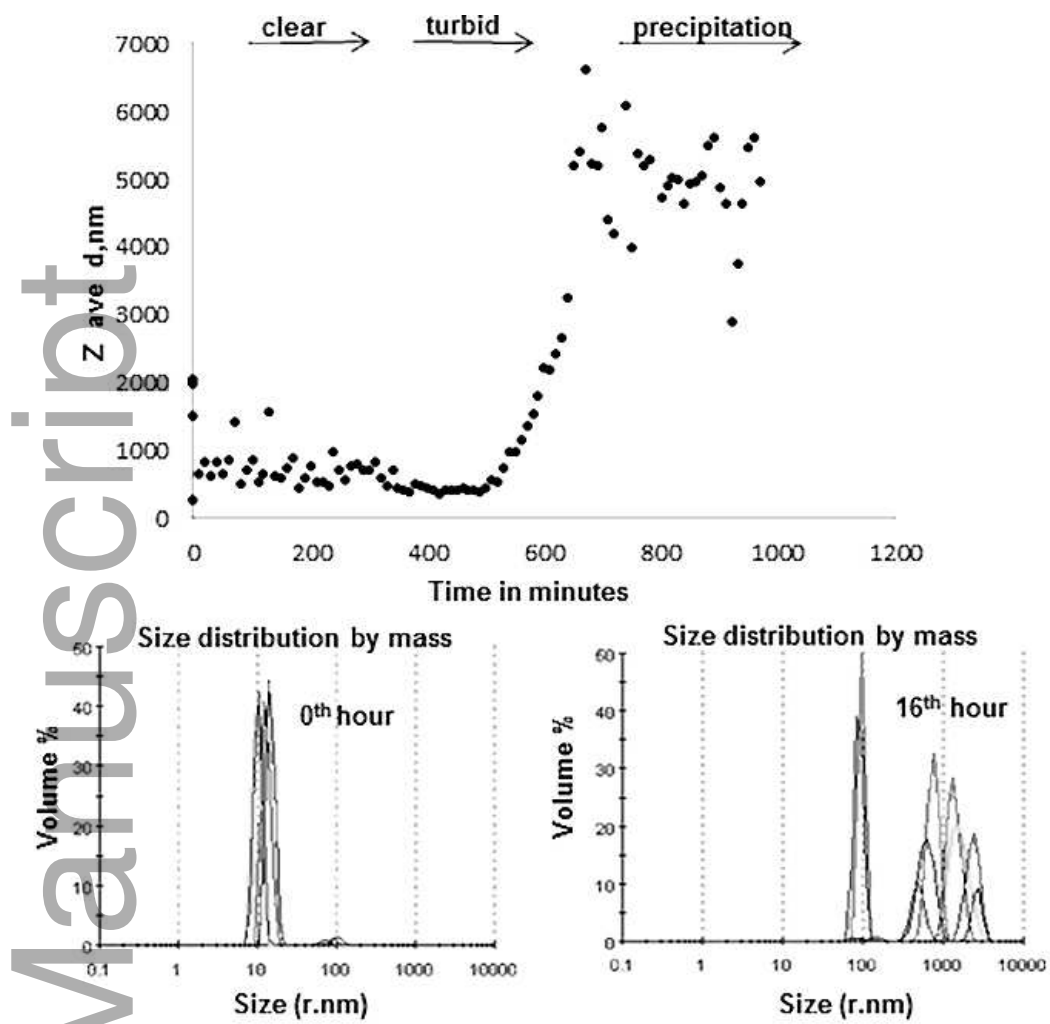 clear turbid precipitation
7000
6000
5000
4000
3000
2000
1000
0
Z ave d,nm
0 200 400 600 800 1000 1200
Time in minutes
Manuscript
Size distribution by mass
50
40
30
20
10
0
Volume %
0th hour
0.1 1 10 100 1000 10000
Size (r.nm)
Size distribution by mass
50
40
30
20
10
0
Volume %
16th hour
0.1 1 10 100 1000 10000
Size (r.nm)